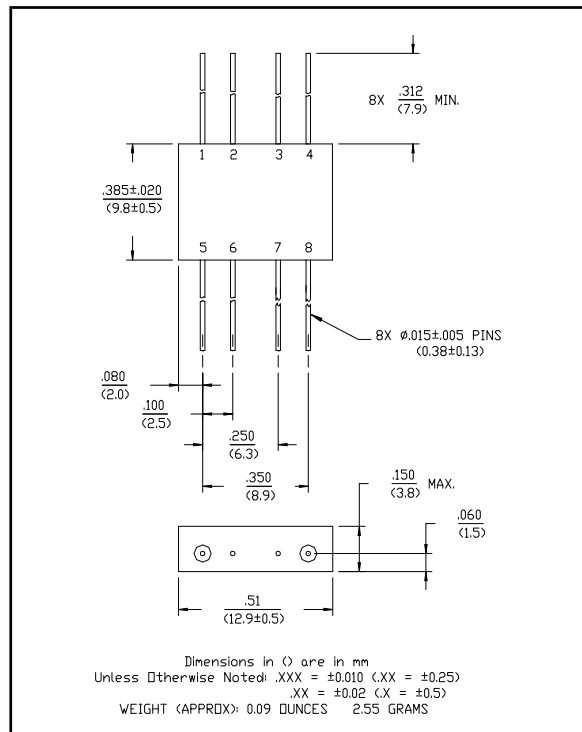 8X .312 MIN.
(7.9)
1 2 3 4
.385±.020
(9.8±0.5)
5 6 7 8
8X Ø.015±.005 PINS
(0.38±0.13)
.080
(2.0)
.100
(2.5)
.250
(6.3)
.350
(8.9)
.150 MAX.
(3.8)
.060
(1.5)
.51
(12.9±0.5)
Dimensions in () are in mm
Unless Otherwise Noted: .XXX = ±0.010 (.XX = ±0.25)
.XX = ±0.02 (.X = ±0.5)
WEIGHT (APPROX): 0.09 OUNCES 2.55 GRAMS